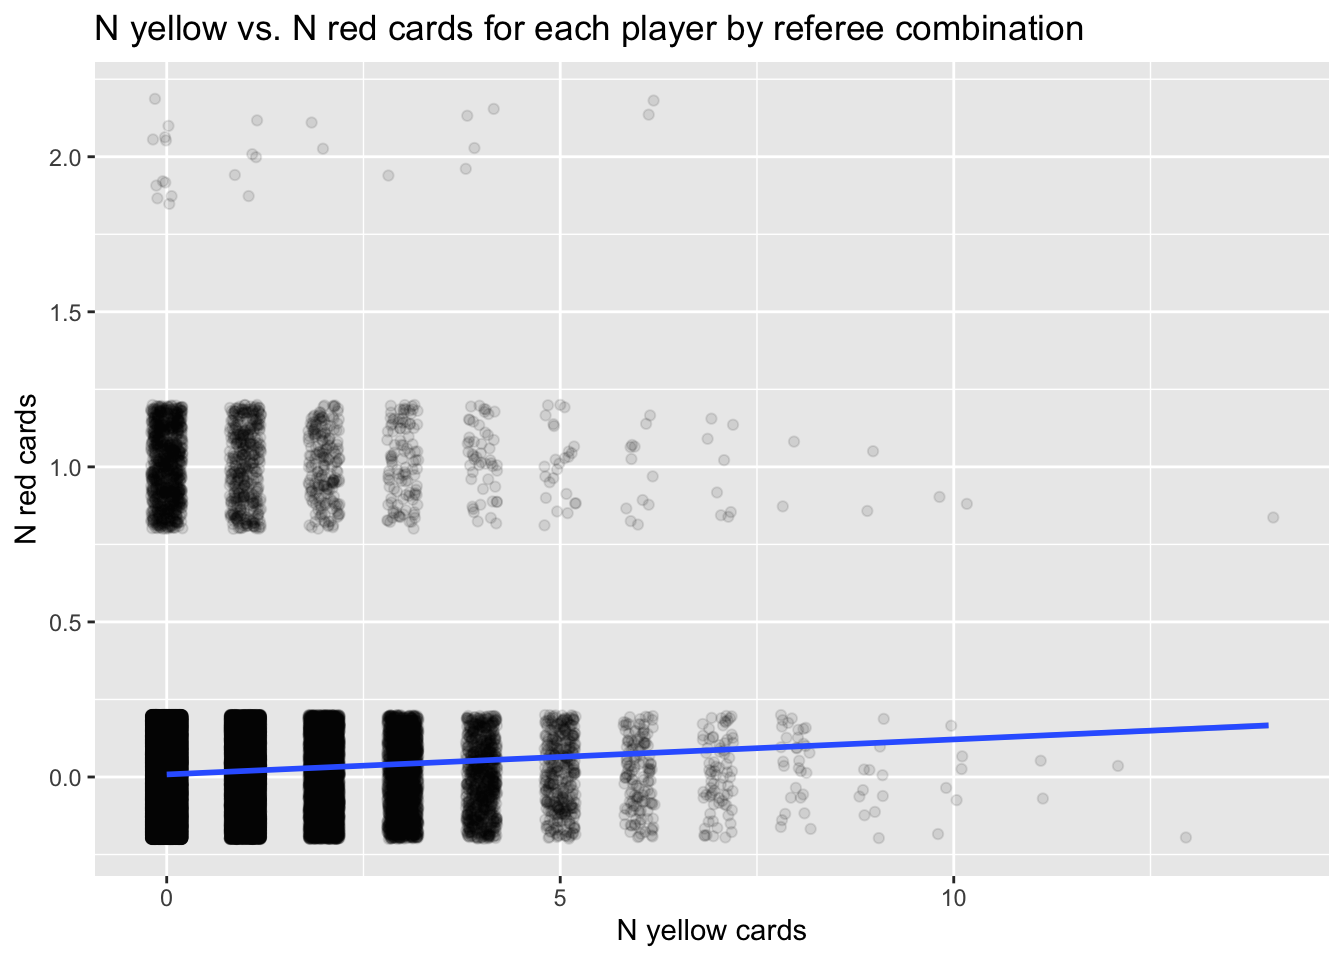 N yellow vs. N red cards for each player by referee combination
N red cards
2.0
1.5
1.0
0.5
0.0
0 5 10
N yellow cards